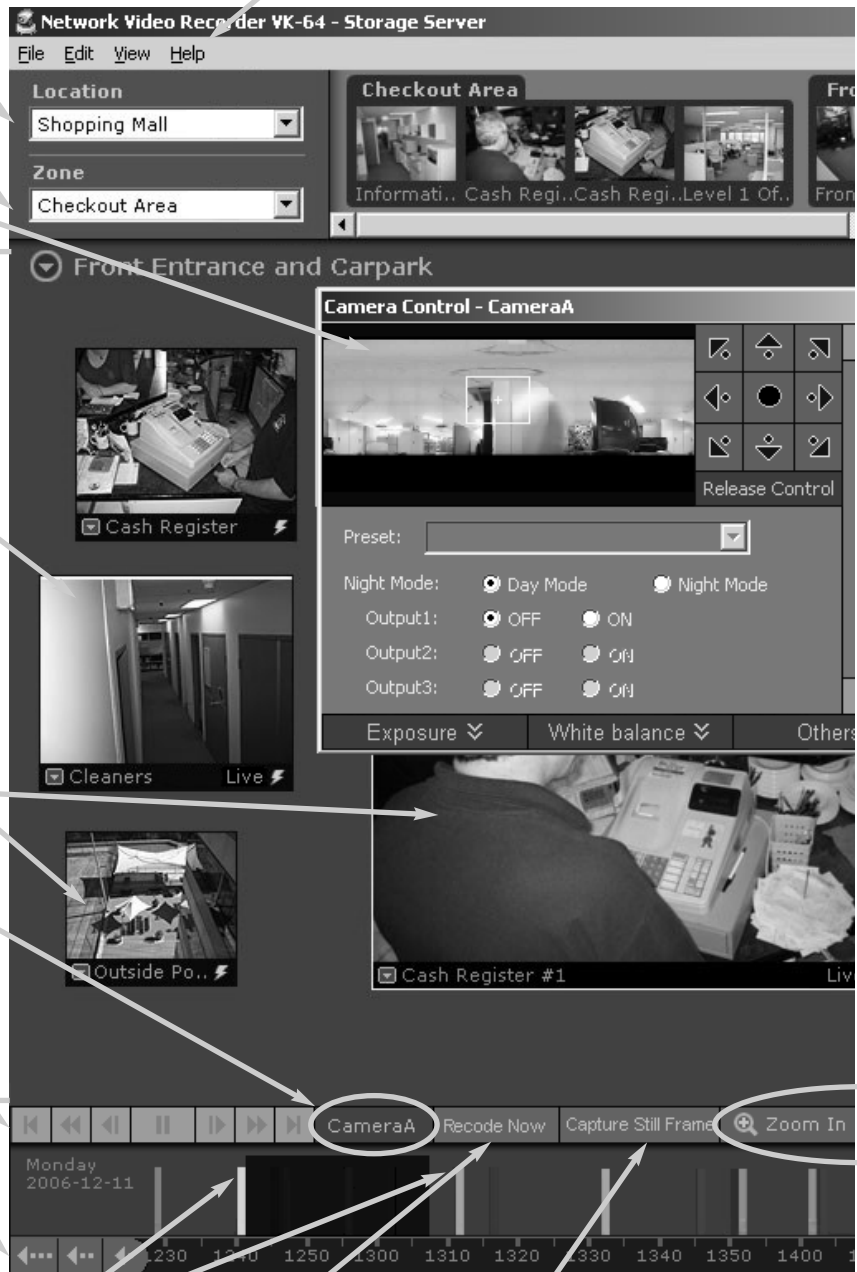 Network Video Recorder VK-64 - Storage Server
File Edit View Help
Location
Shopping Mall
Zone
Checkout Area
Checkout Area
Informati.. Cash Regi..Cash Regi..Level 1 Of..
Fro
Fron
Front Entrance and Carpark
Camera Control - CameraA
Release Control
Preset:
Night Mode: Day Mode Night Mode
Output1: OFF ON
Output2: OFF ON
Output3: OFF ON
Exposure White balance Others
Cash Register
Cleaners Live
Outside Po..
Cash Register #1 Liv
CameraA Recode Now Capture Still Frame Zoom In
Monday
2006-12-11
1230 1240 1250 1300 1310 1320 1330 1340 1350 1400 1